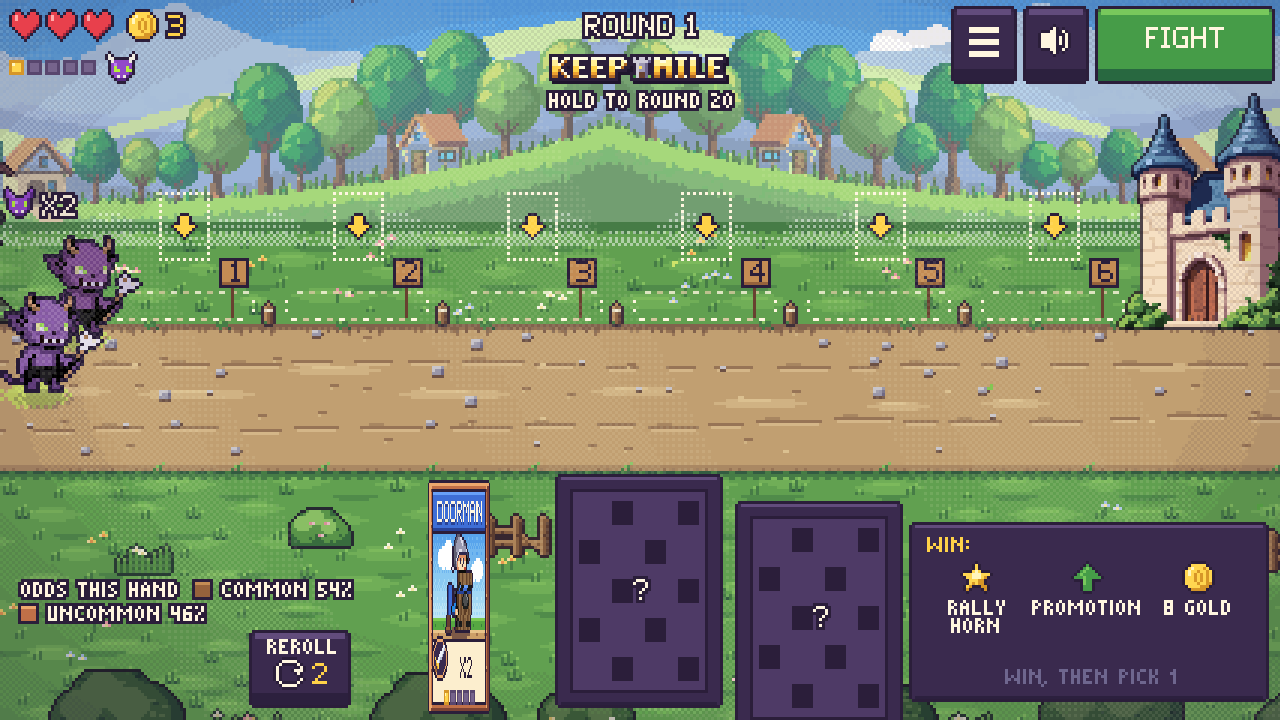 3
ROUND 1
KEEP MILE
HOLD TO ROUND 20
FIGHT
X2
1
2
3
4
5
6
DOORMAN
X2
?
?
ODDS THIS HAND COMMON 54%
UNCOMMON 46%
REROLL
2
WIN:
RALLY HORN
PROMOTION
8 GOLD
WIN, THEN PICK 1